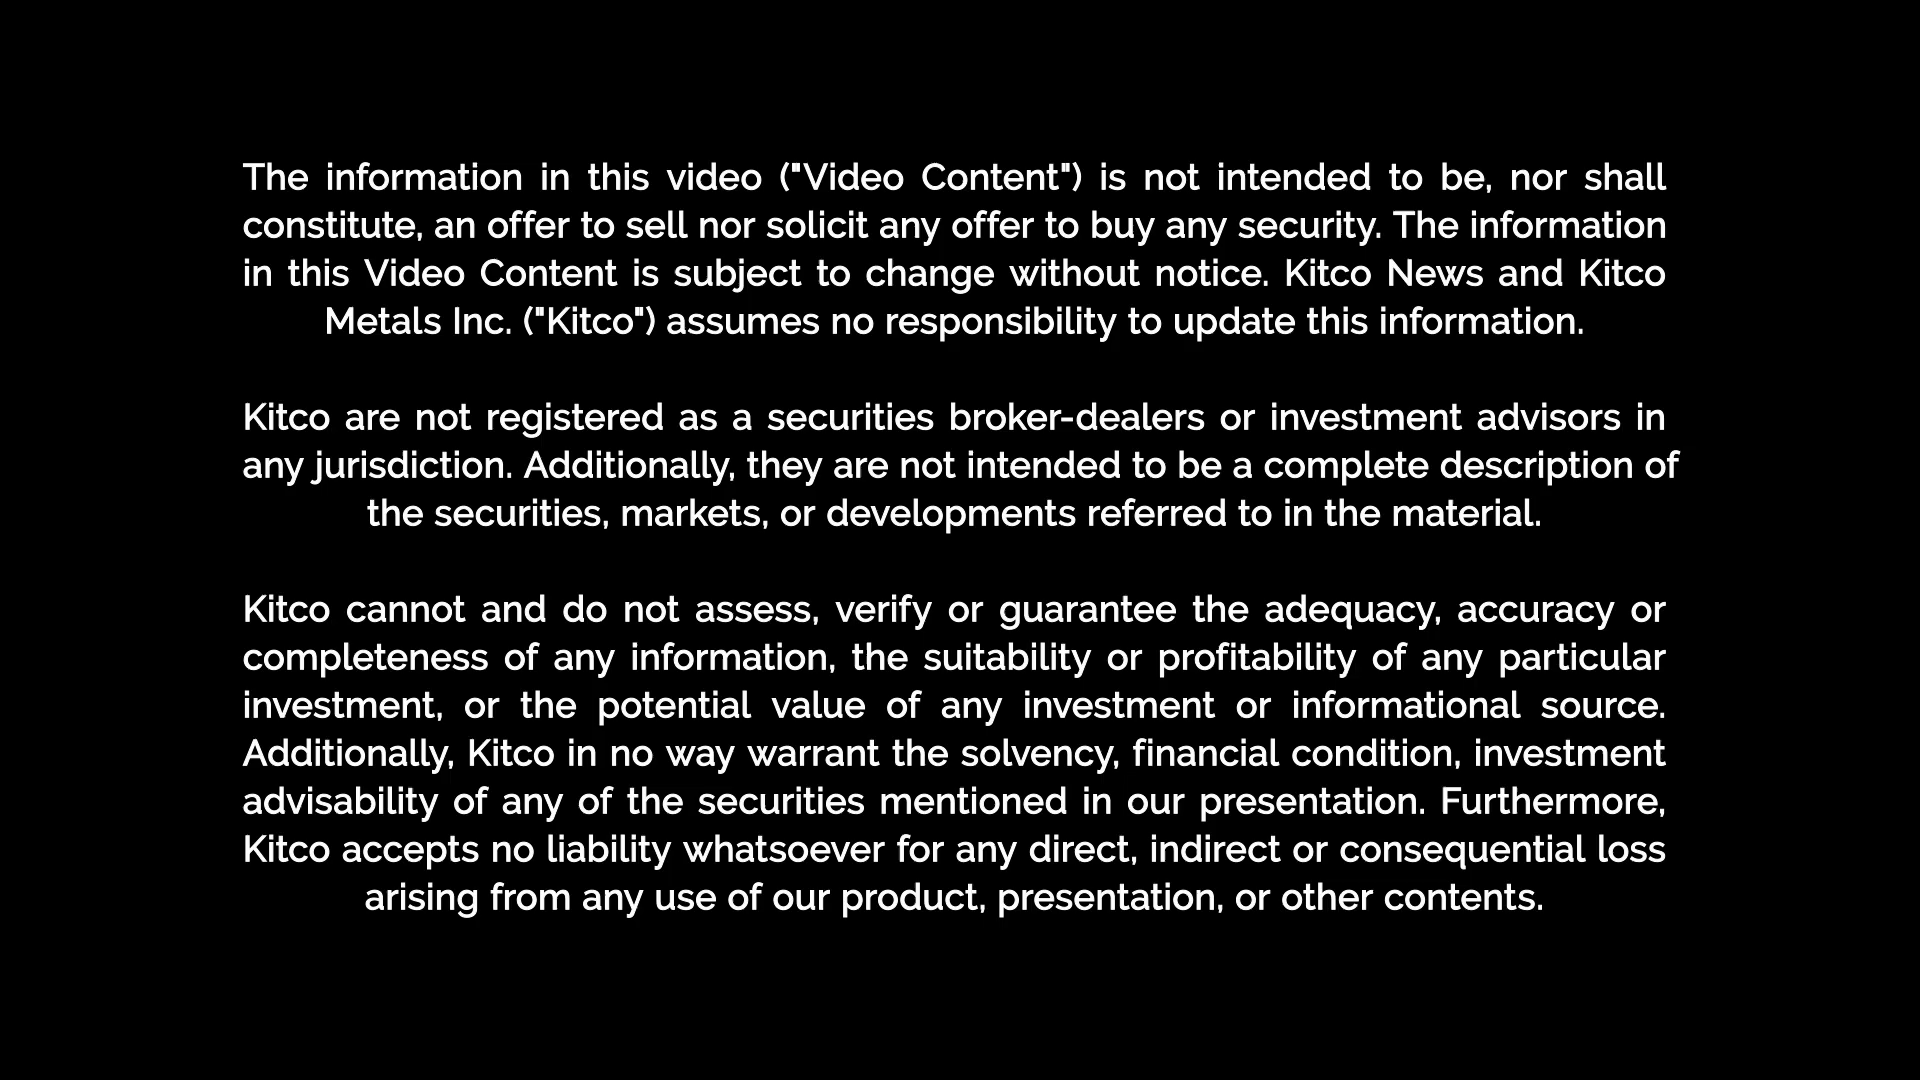 The information in this video ("Video Content") is not intended to be, nor shall
constitute, an offer to sell nor solicit any offer to buy any security. The information
in this Video Content is subject to change without notice. Kitco News and Kitco
Metals Inc. ("Kitco") assumes no responsibility to update this information.
Kitco are not registered as a securities broker-dealers or investment advisors in
any jurisdiction. Additionally, they are not intended to be a complete description of
the securities, markets, or developments referred to in the material.
Kitco cannot and do not assess, verify or guarantee the adequacy, accuracy or
completeness of any information, the suitability or profitability of any particular
investment, or the potential value of any investment or informational source.
Additionally, Kitco in no way warrant the solvency, financial condition, investment
advisability of any of the securities mentioned in our presentation. Furthermore,
Kitco accepts no liability whatsoever for any direct, indirect or consequential loss
arising from any use of our product, presentation, or other contents.